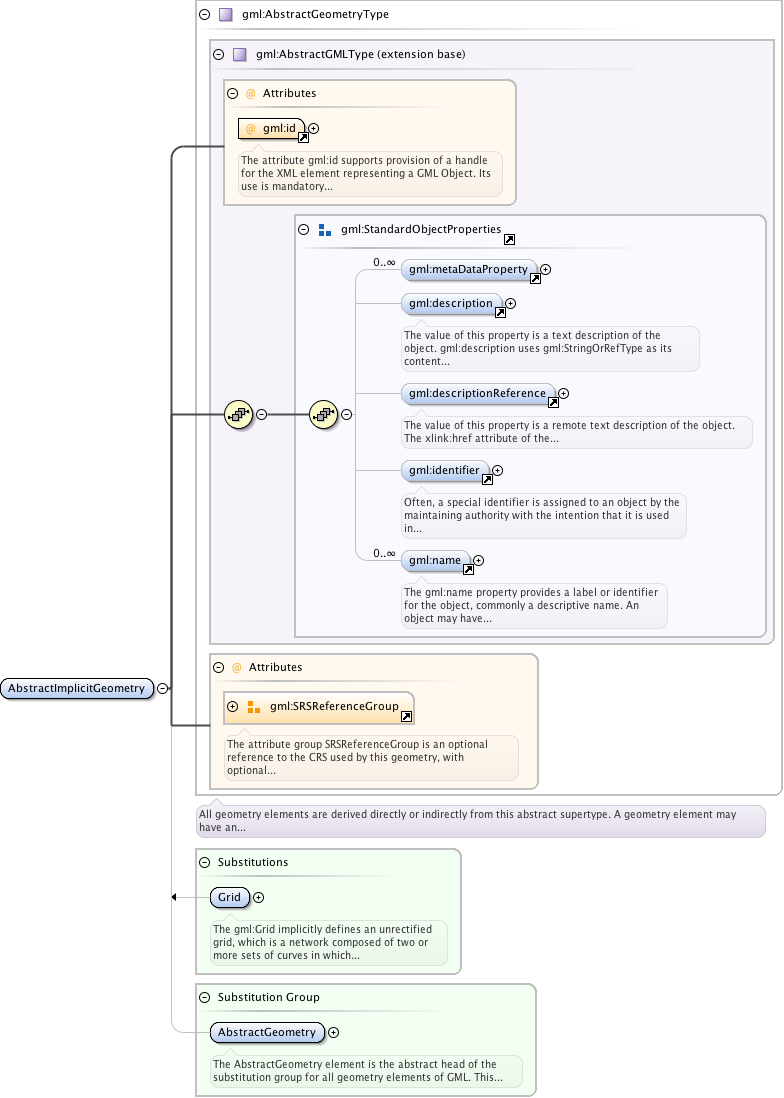 gml:AbstractGeometryType
gml:AbstractGMLType (extension base)
@ Attributes
@ gml:id
The attribute gml:id supports provision of a handle
for the XML element representing a GML Object. Its
use is mandatory...
gml:StandardObjectProperties
0..∞
gml:metaDataProperty
gml:description
The value of this property is a text description of the
object. gml:description uses gml:StringOrRefType as its
content...
gml:descriptionReference
The value of this property is a remote text description of the object.
The xlink:href attribute of the...
gml:identifier
Often, a special identifier is assigned to an object by the
maintaining authority with the intention that it is used
in...
0..∞
gml:name
The gml:name property provides a label or identifier
for the object, commonly a descriptive name. An
object may have...
@ Attributes
AbstractImplicitGeometry
gml:SRSReferenceGroup
The attribute group SRSReferenceGroup is an optional
reference to the CRS used by this geometry, with
optional...
All geometry elements are derived directly or indirectly from this abstract supertype. A geometry element may
have an...
Substitutions
Grid
The gml:Grid implicitly defines an unrectified
grid, which is a network composed of two or
more sets of curves in which...
Substitution Group
AbstractGeometry
The AbstractGeometry element is the abstract head of the
substitution group for all geometry elements of GML. This...